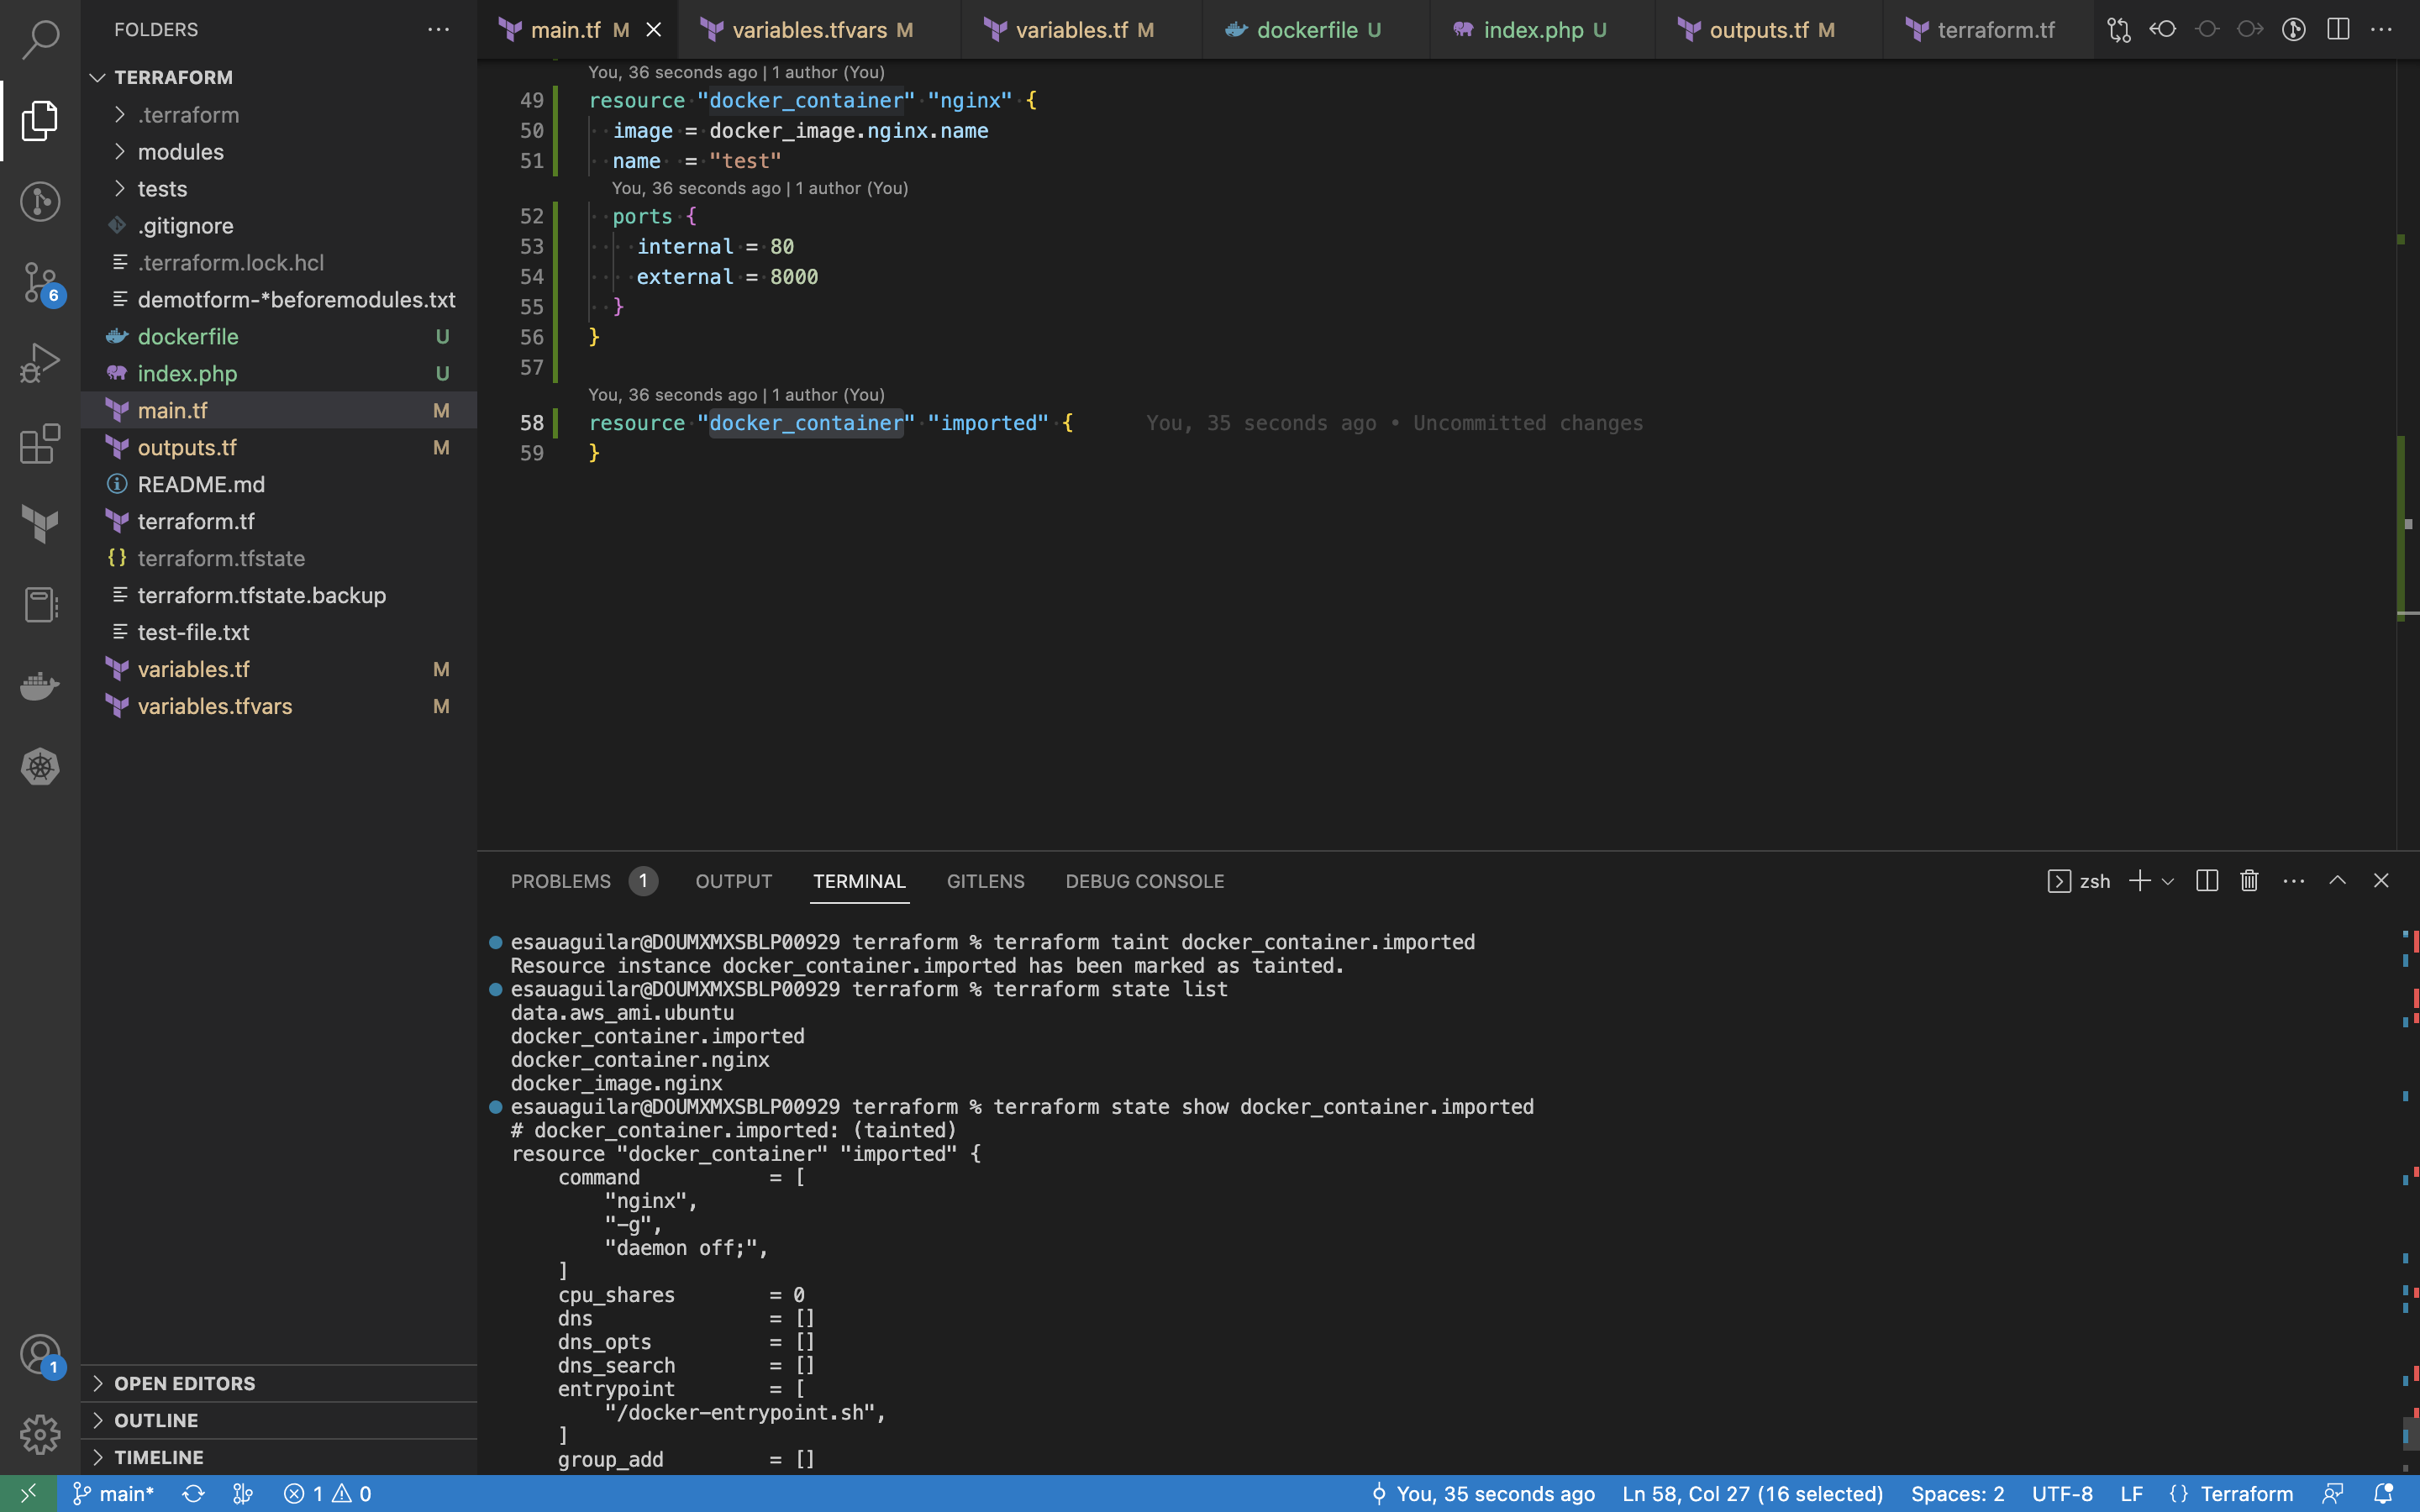 FOLDERS
TERRAFORM
.terraform
modules
tests
.gitignore
.terraform.lock.hcl
demotform-*beforemodules.txt
dockerfile U
index.php U
main.tf M
outputs.tf M
README.md
terraform.tf
{} terraform.tfstate
terraform.tfstate.backup
test-file.txt
variables.tf M
variables.tfvars M
OPEN EDITORS
OUTLINE
TIMELINE
6
1
main.tf M
variables.tfvars M
variables.tf M
dockerfile U
index.php U
outputs.tf M
terraform.tf
You, 36 seconds ago | 1 author (You)
49 resource "docker_container" "nginx" {
50 image = docker_image.nginx.name
51 name = "test"
You, 36 seconds ago | 1 author (You)
52 ports {
53 internal = 80
54 external = 8000
55 }
56 }
57
You, 36 seconds ago | 1 author (You)
58 resource "docker_container" "imported" { You, 35 seconds ago • Uncommitted changes
59 }
PROBLEMS 1 OUTPUT TERMINAL GITLENS DEBUG CONSOLE
zsh
esauaguilar@DOUMXMXSBLP00929 terraform % terraform taint docker_container.imported
Resource instance docker_container.imported has been marked as tainted.
esauaguilar@DOUMXMXSBLP00929 terraform % terraform state list
data.aws_ami.ubuntu
docker_container.imported
docker_container.nginx
docker_image.nginx
esauaguilar@DOUMXMXSBLP00929 terraform % terraform state show docker_container.imported
# docker_container.imported: (tainted)
resource "docker_container" "imported" {
command = [
"nginx",
"-g",
"daemon off;",
]
cpu_shares = 0
dns = []
dns_opts = []
dns_search = []
entrypoint = [
"/docker-entrypoint.sh",
]
group_add = []
main* 1 0 You, 35 seconds ago Ln 58, Col 27 (16 selected) Spaces: 2 UTF-8 LF {} Terraform